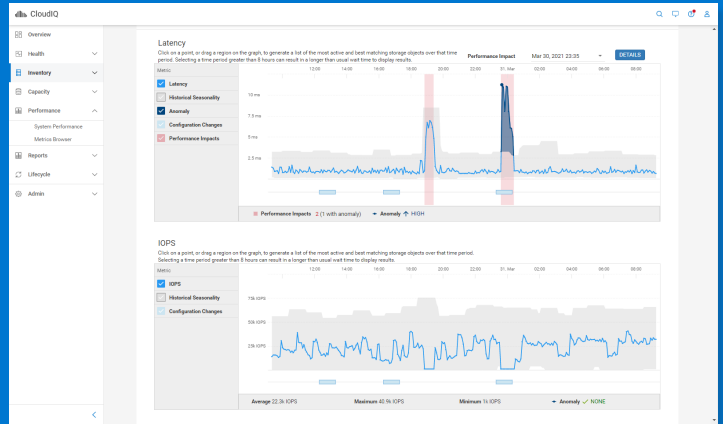 CloudIQ
Overview
Health
Inventory
Capacity
Performance
System Performance
Metrics Browser
Reports
Lifecycle
Admin
Latency
Click on a point, or drag a region on the graph, to generate a list of the most active and best matching storage objects over that time
period. Selecting a time period greater than 8 hours can result in a longer than usual wait time to display results.
Performance Impact
Mar 30, 2021 23:35
DETAILS
Metric
12:00 14:00 16:00 18:00 20:00 22:00 31. Mar 02:00 04:00 06:00 08:00
Latency
Historical Seasonality
Anomaly
Configuration Changes
Performance Impacts
10 ms
7.5 ms
5 ms
2.5 ms
Performance Impacts 2 (1 with anomaly) Anomaly HIGH
IOPS
Click on a point, or drag a region on the graph, to generate a list of the most active and best matching storage objects over that time period.
Selecting a time period greater than 8 hours can result in a longer than usual wait time to display results.
Metric
12:00 14:00 16:00 18:00 20:00 22:00 31. Mar 02:00 04:00 06:00 08:00
IOPS
Historical Seasonality
Configuration Changes
75k IOPS
50k IOPS
25k IOPS
Average 22.3k IOPS Maximum 40.9k IOPS Minimum 1k IOPS Anomaly NONE